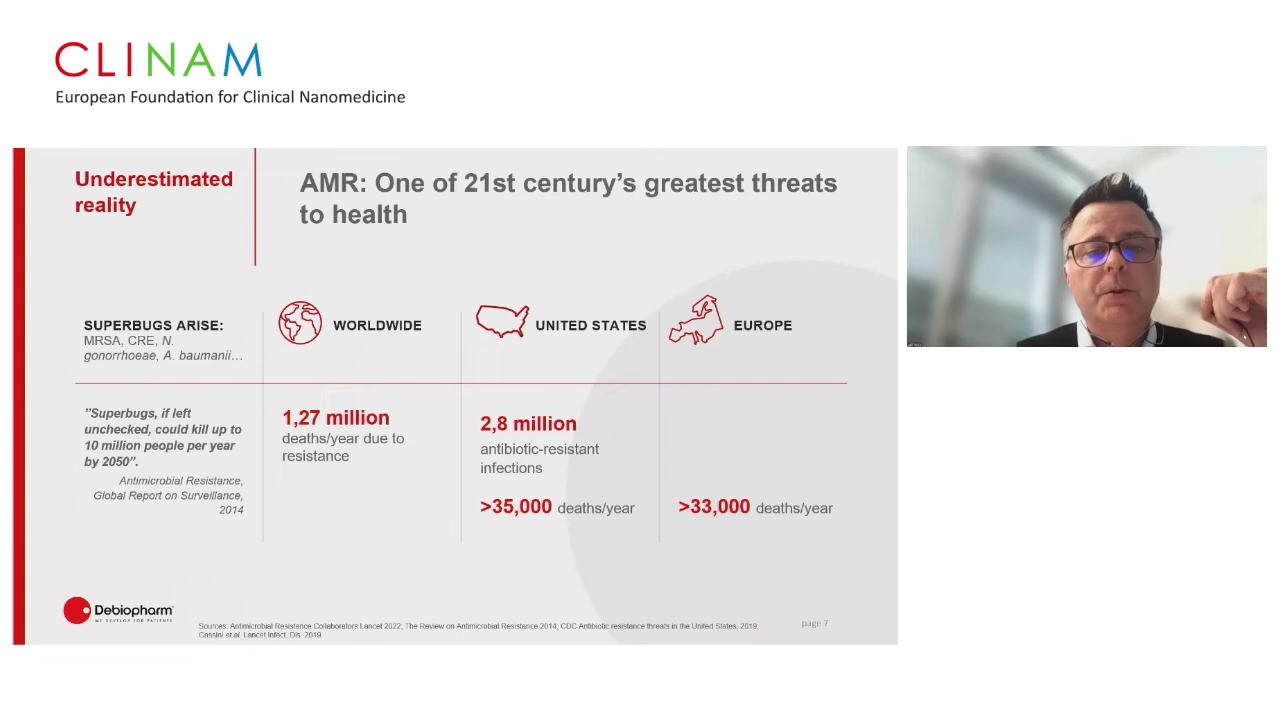 CLINAM
European Foundation for Clinical Nanomedicine
Underestimated
reality
AMR: One of 21st century’s greatest threats
to health
SUPERBUGS ARISE:
MRSA, CRE, N.
gonorrhoeae, A. baumanii…
WORLDWIDE
UNITED STATES
EUROPE
”Superbugs, if left
unchecked, could kill up to
10 million people per year
by 2050”.
Antimicrobial Resistance,
Global Report on Surveillance,
2014
1,27 million
deaths/year due to
resistance
2,8 million
antibiotic-resistant
infections
>35,000 deaths/year
>33,000 deaths/year
Debiopharm
WE DEVELOP FOR PATIENTS
Sources: Antimicrobial Resistance Collaborators Lancet 2022; The Review on Antimicrobial Resistance 2014; CDC Antibiotic resistance threats in the United States, 2019;
Cassini et al. Lancet Infect. Dis. 2019
page 7